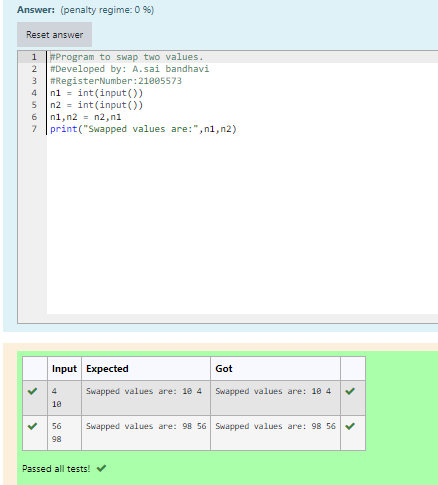 Answer: (penalty regime: 0 %)
Reset answer
1 #Program to swap two values.
2 #Developed by: A.sai bandhavi
3 #RegisterNumber:21005573
4 n1 = int(input())
5 n2 = int(input())
6 n1,n2 = n2,n1
7 print("Swapped values are:",n1,n2)
Input Expected Got
4 Swapped values are: 10 4 Swapped values are: 10 4
10
56 Swapped values are: 98 56 Swapped values are: 98 56
98
Passed all tests!